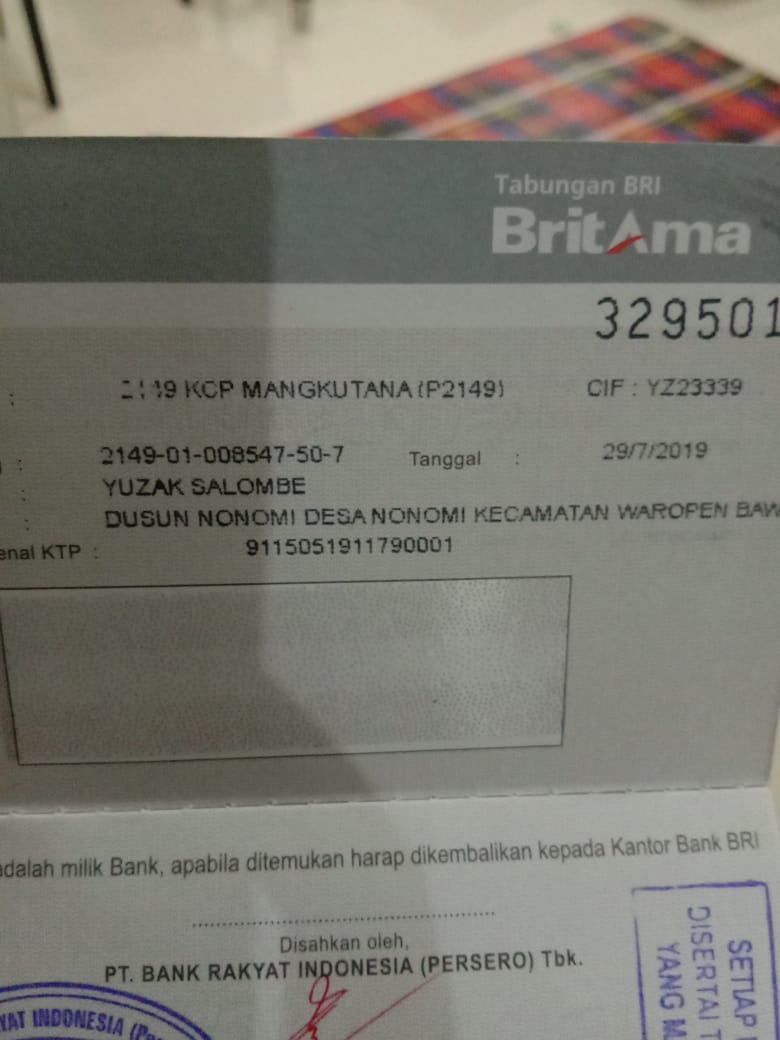 Tabungan BRI
BritAma
329501
: 2149 KCP MANGKUTANA (P2149) CIF : YZ23339
: 2149-01-008547-50-7 Tanggal : 29/7/2019
: YUZAK SALOMBE
: DUSUN NONOMI DESA NONOMI KECAMATAN WAROPEN BAW
enal KTP : 9115051911790001
adalah milik Bank, apabila ditemukan harap dikembalikan kepada Kantor Bank BRI
Disahkan oleh,
PT. BANK RAKYAT INDONESIA (PERSERO) Tbk.
YAT INDONESIA (Pe
SETIAP
DISERTAI T
YANG M